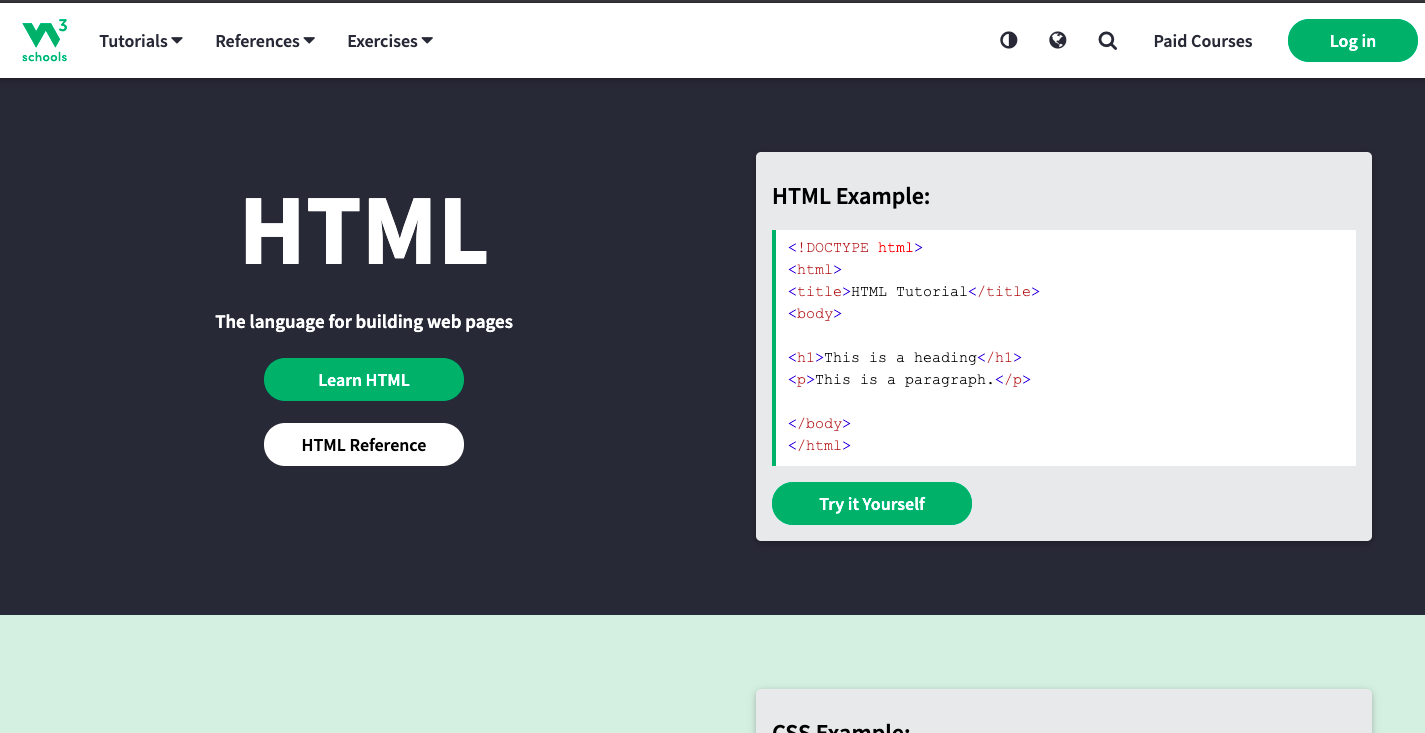 W3
schools
Tutorials
References
Exercises
Paid Courses
Log in
HTML
The language for building web pages
Learn HTML
HTML Reference
HTML Example:
<!DOCTYPE html>
<html>
<title>HTML Tutorial</title>
<body>
<h1>This is a heading</h1>
<p>This is a paragraph.</p>
</body>
</html>
Try it Yourself
CSS Example: